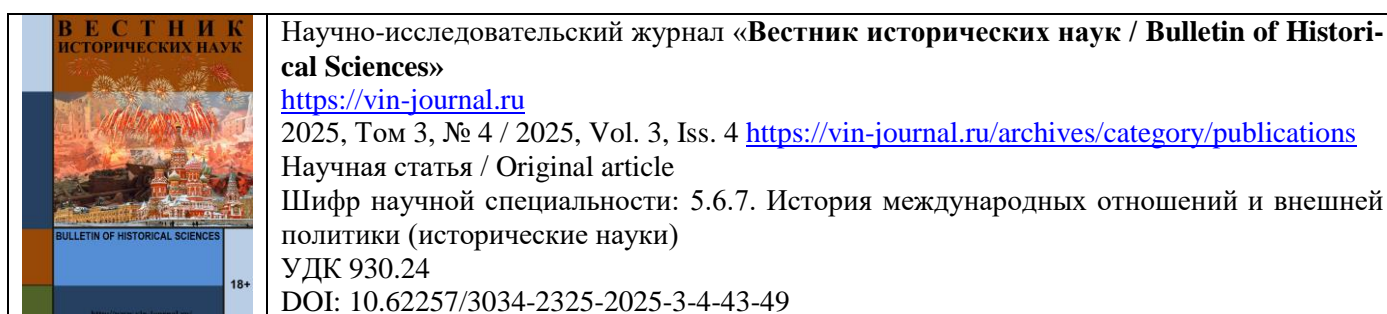 ВЕСТНИК
ИСТОРИЧЕСКИХ НАУК
BULLETIN OF HISTORICAL SCIENCES
18+
Научно-исследовательский журнал «Вестник исторических наук / Bulletin of Histori-
cal Sciences»
https://vin-journal.ru
2025, Том 3, № 4 / 2025, Vol. 3, Iss. 4 https://vin-journal.ru/archives/category/publications
Научная статья / Original article
Шифр научной специальности: 5.6.7. История международных отношений и внешней
политики (исторические науки)
УДК 930.24
DOI: 10.62257/3034-2325-2025-3-4-43-49